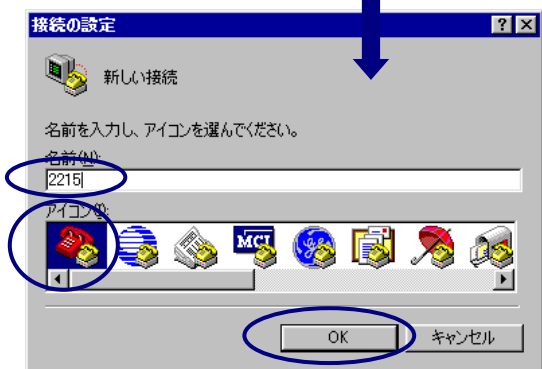 接続の設定
新しい接続
名前を入力し、アイコンを選んでください。
名前(N):
2215
アイコン(I):
MCI
OK
キャンセル